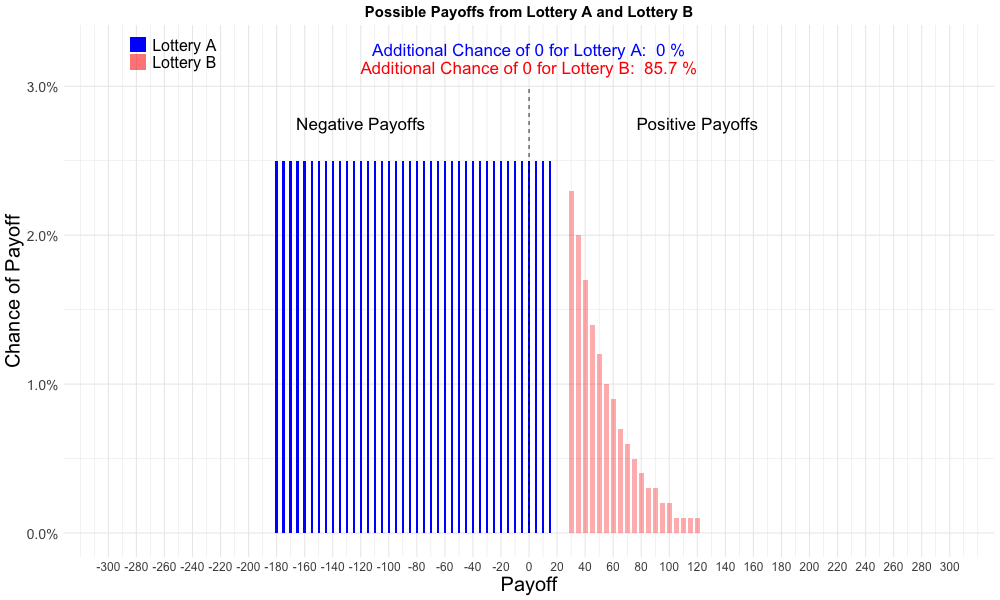 Possible Payoffs from Lottery A and Lottery B
Lottery A
Lottery B
Additional Chance of 0 for Lottery A:  0 %
Additional Chance of 0 for Lottery B:  85.7 %
Negative Payoffs
Positive Payoffs
3.0%
2.0%
1.0%
0.0%
Chance of Payoff
-300 -280 -260 -240 -220 -200 -180 -160 -140 -120 -100 -80 -60 -40 -20 0 20 40 60 80 100 120 140 160 180 200 220 240 260 280 300
Payoff